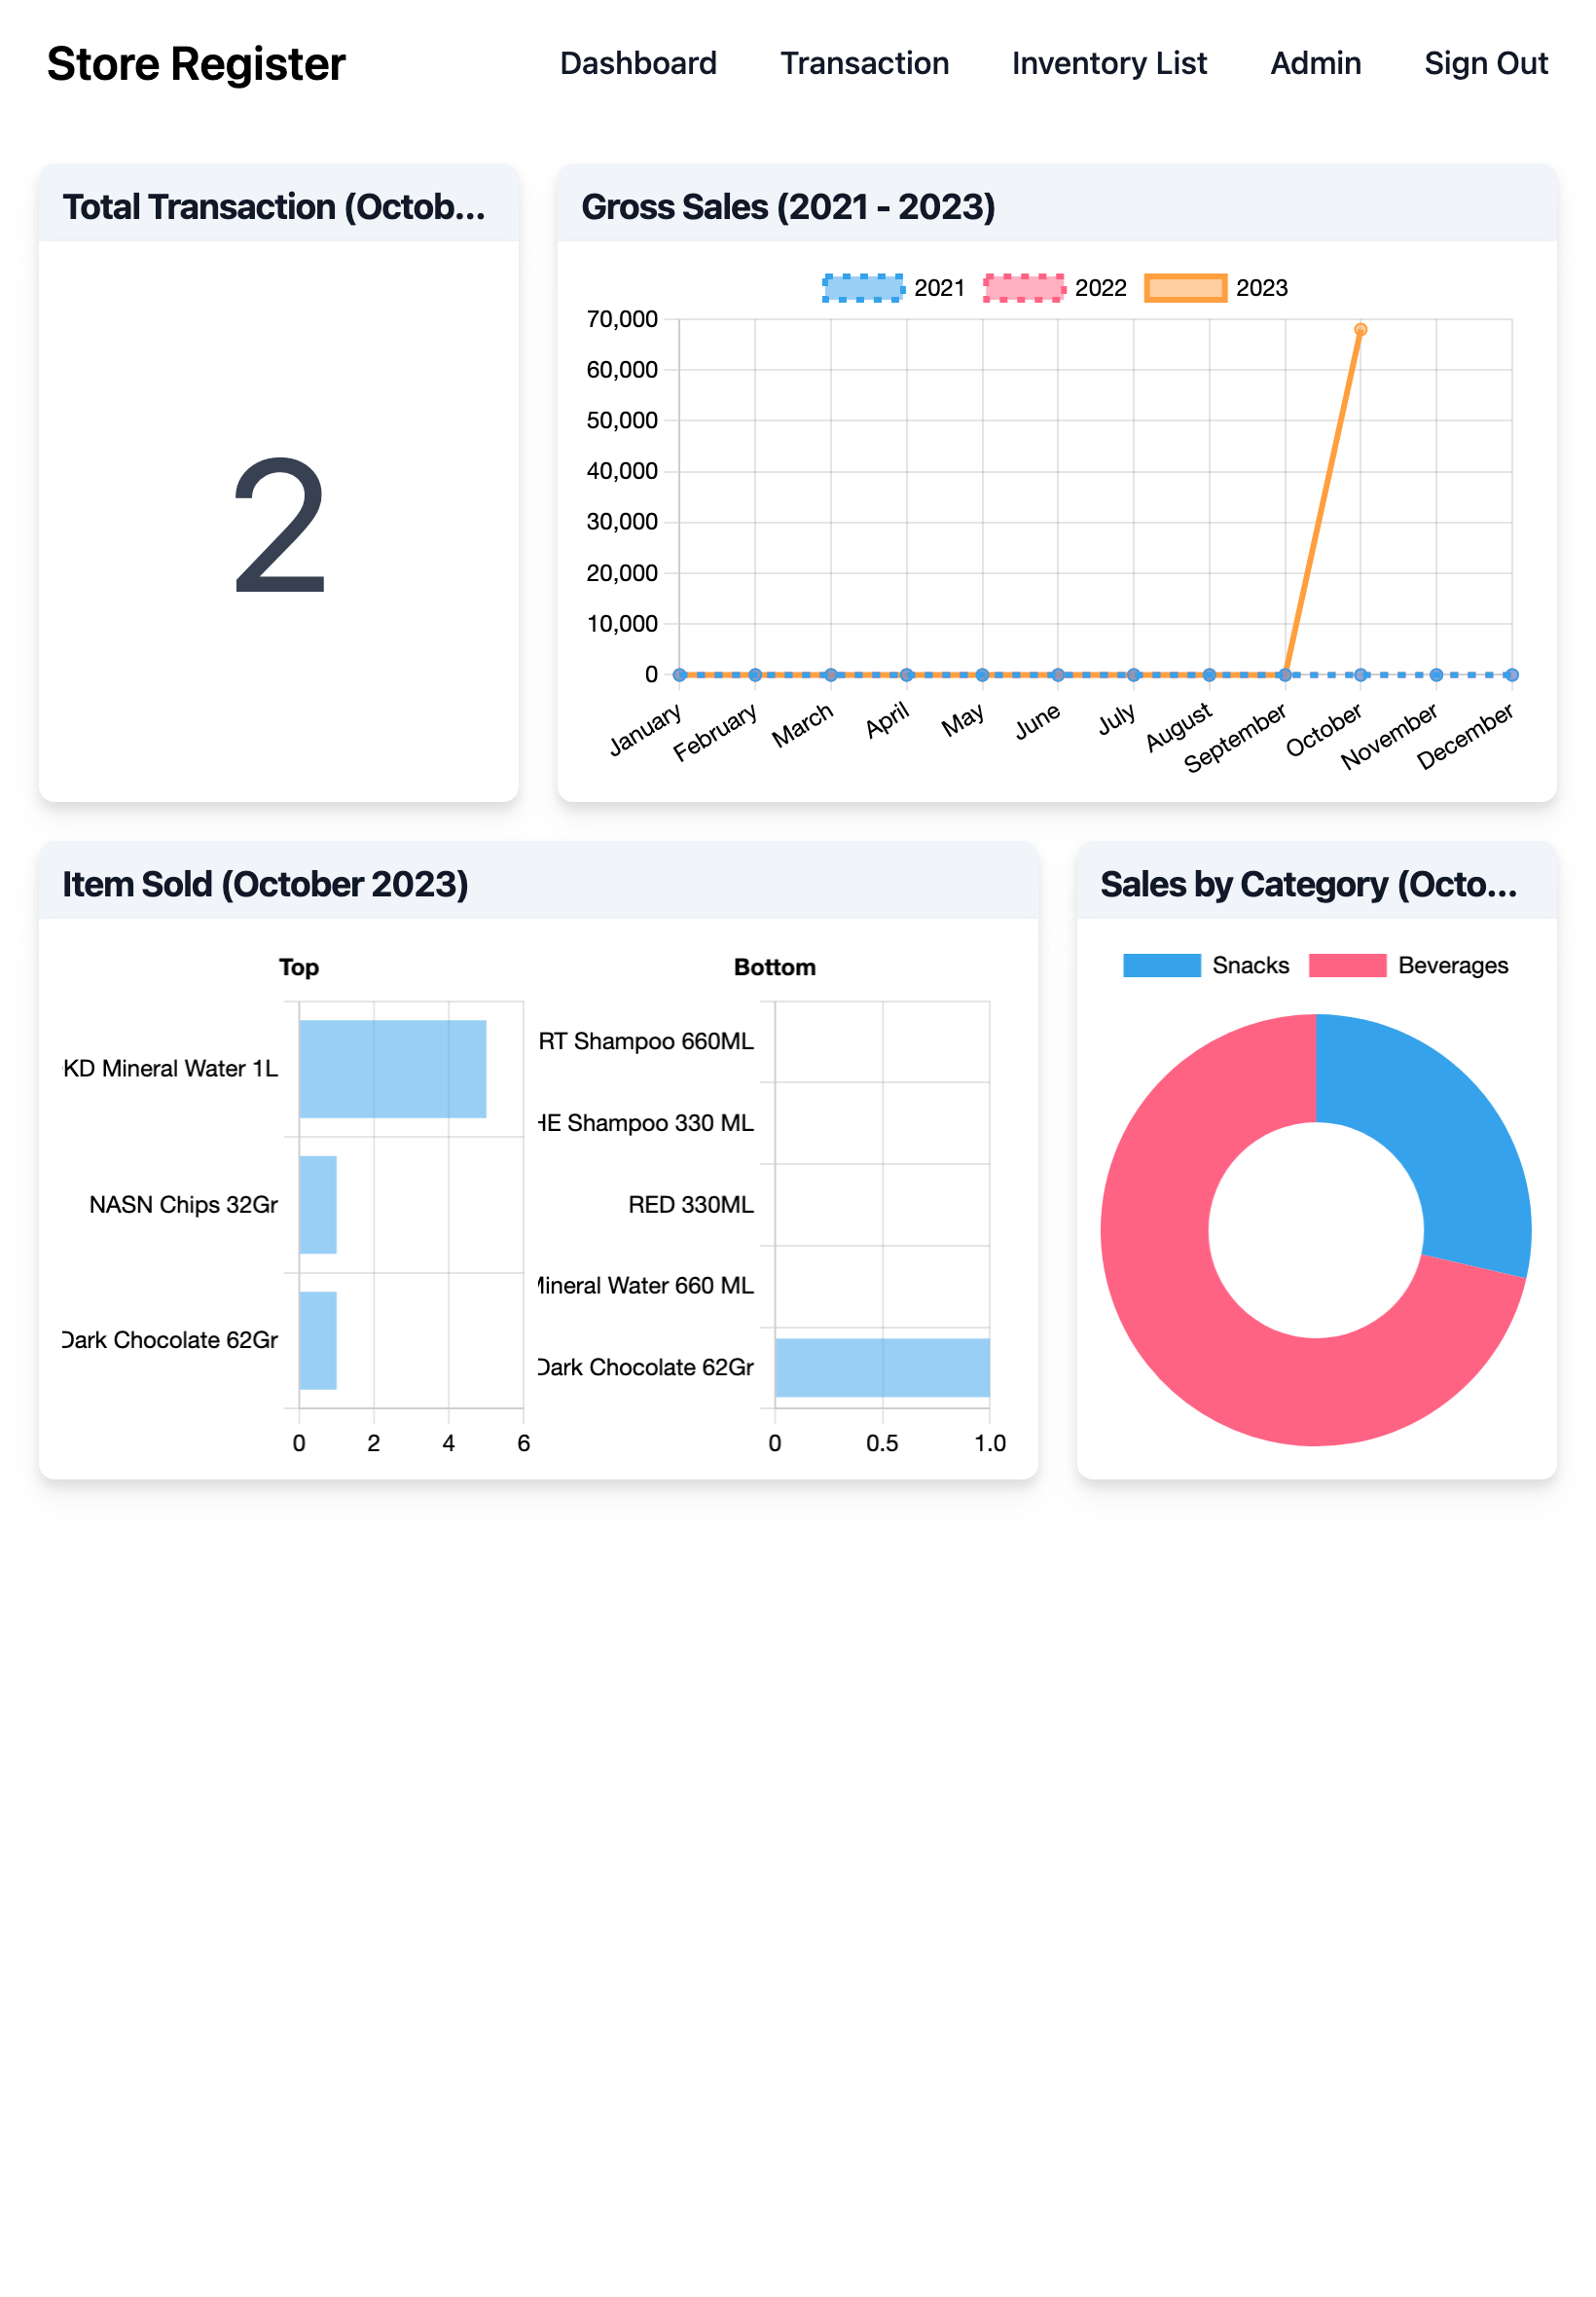 Store Register
Dashboard Transaction Inventory List Admin Sign Out
Total Transaction (Octob...
2
Gross Sales (2021 - 2023)
2021 2022 2023
70,000
60,000
50,000
40,000
30,000
20,000
10,000
0
January February March April May June July August September October November December
Item Sold (October 2023)
Top
KD Mineral Water 1L
NASN Chips 32Gr
Dark Chocolate 62Gr
0 2 4 6
Bottom
RT Shampoo 660ML
HE Shampoo 330 ML
RED 330ML
Mineral Water 660 ML
Dark Chocolate 62Gr
0 0.5 1.0
Sales by Category (Octo...
Snacks Beverages